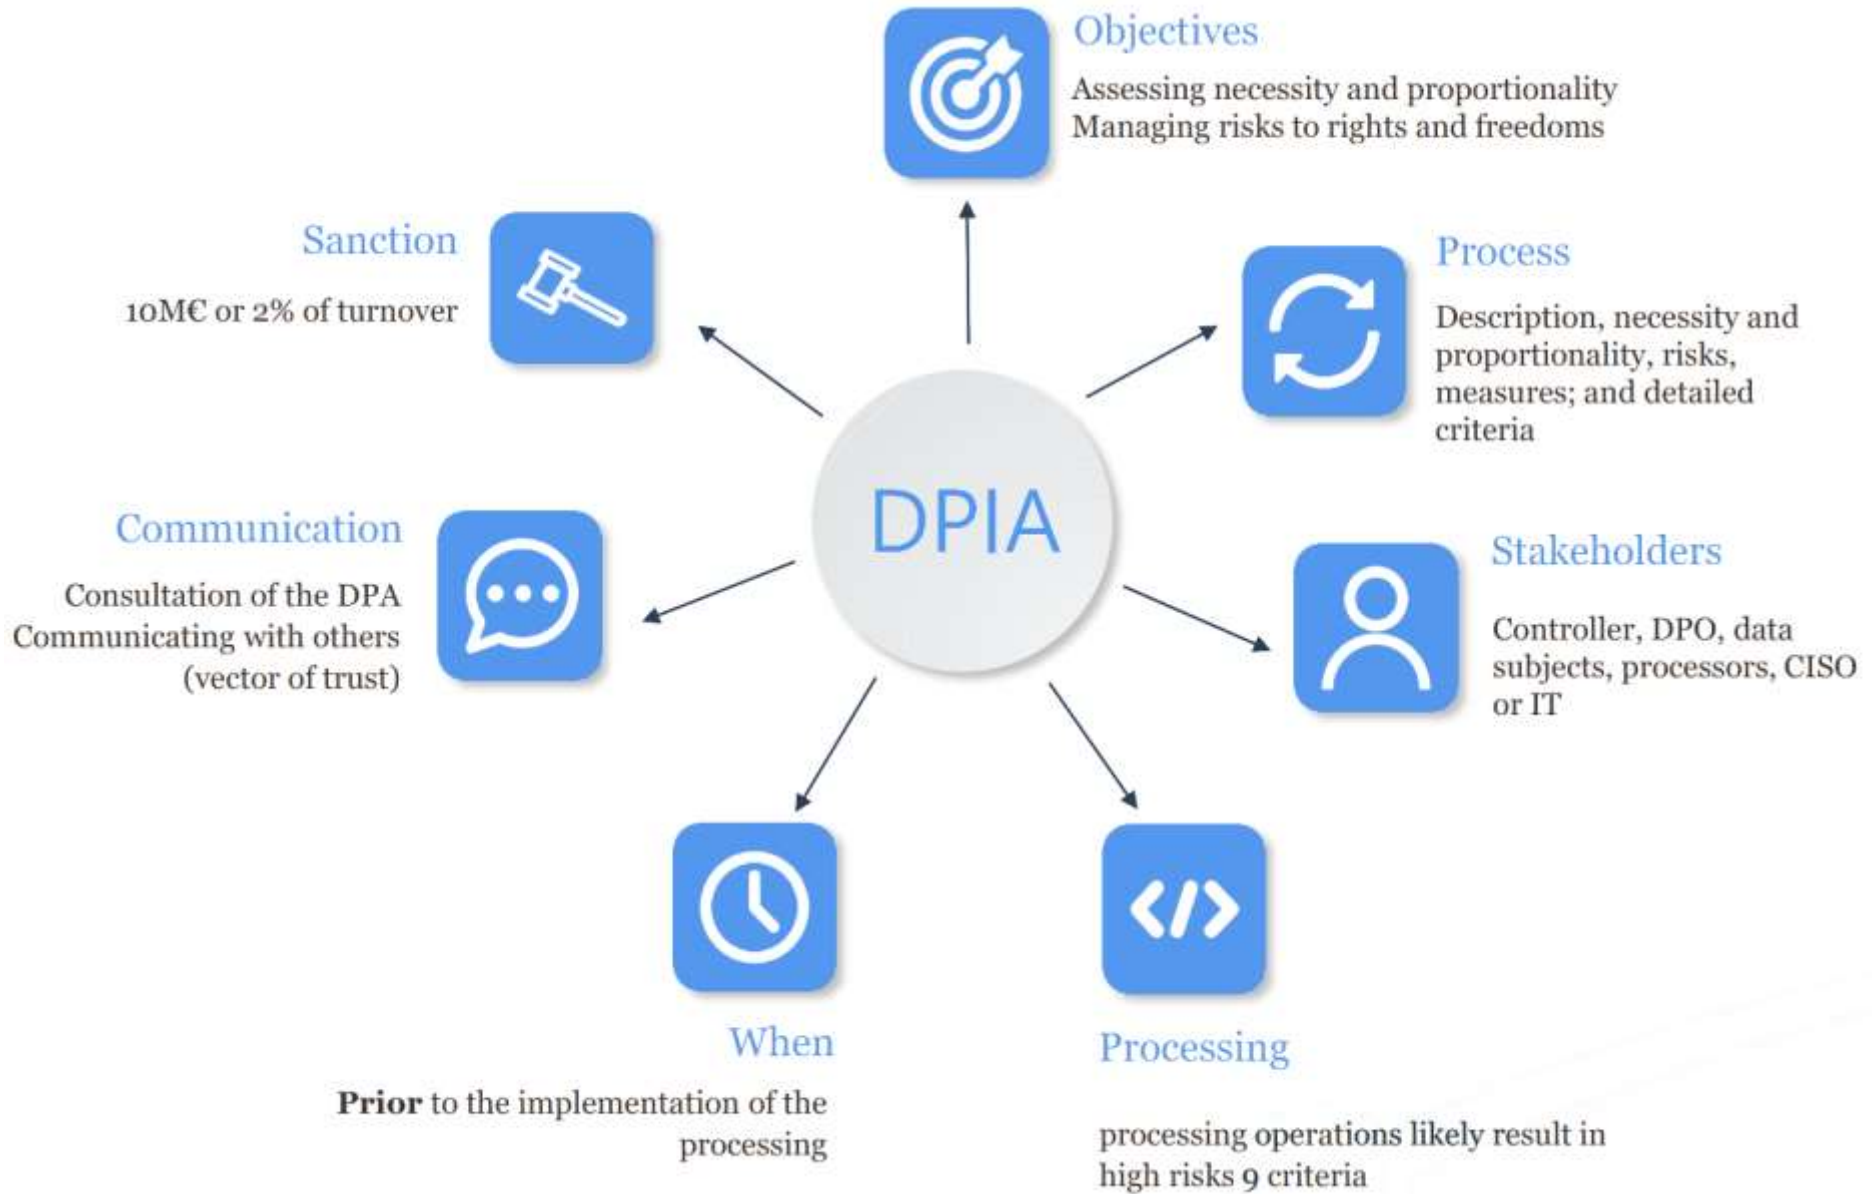 Objectives
Assessing necessity and proportionality
Managing risks to rights and freedoms
Process
Description, necessity and
proportionality, risks,
measures; and detailed
criteria
Stakeholders
Controller, DPO, data
subjects, processors, CISO
or IT
Processing
processing operations likely result in
high risks 9 criteria
When
Prior to the implementation of the
processing
Communication
Consultation of the DPA
Communicating with others
(vector of trust)
Sanction
10M€ or 2% of turnover
DPIA